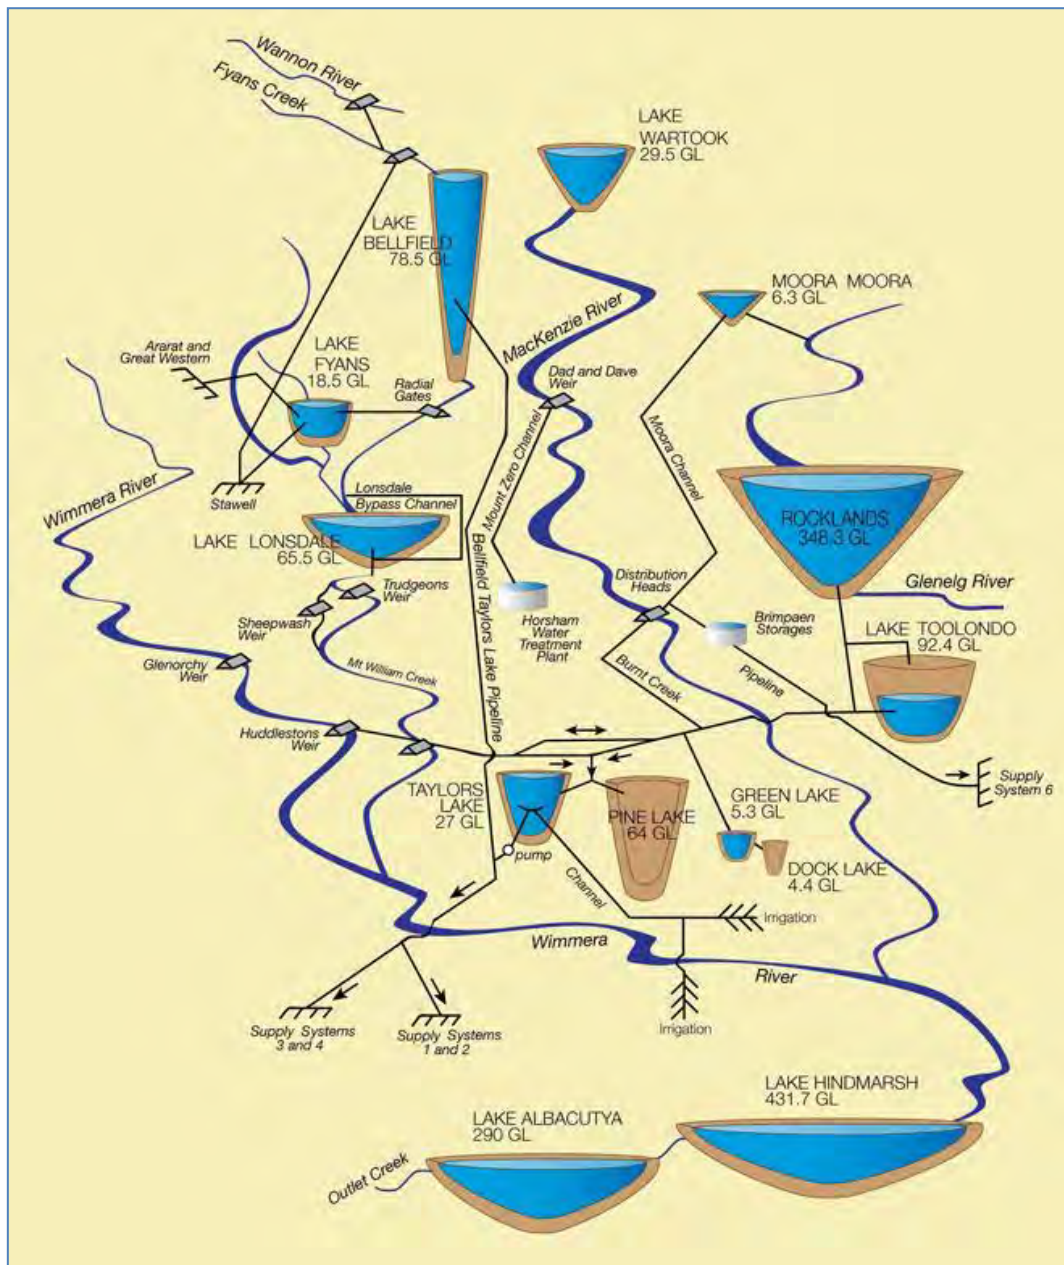 Wannon River
Fyans Creek
LAKE
WARTOOK
29.5 GL
LAKE
BELLFIELD
78.5 GL
MOORA MOORA
6.3 GL
MacKenzie River
Ararat and
Great Western
LAKE
FYANS
18.5 GL
Radial
Gates
Dad and Dave
Weir
Moora Channel
Mount Zero Channel
Wimmera River
Stawell
Lonsdale
Bypass Channel
LAKE LONSDALE
65.5 GL
ROCKLANDS
348.3 GL
Glenelg River
Bellfield Taylors Lake Pipeline
Trudgeons
Weir
Sheepwash
Weir
Distribution
Heads
Horsham
Water
Treatment
Plant
Brimpaen
Storages
LAKE TOOLONDO
92.4 GL
Glenorchy
Weir
Mt William Creek
Burnt Creek
Pipeline
Huddlestons
Weir
TAYLORS
LAKE
27 GL
PINE LAKE
64 GL
GREEN LAKE
5.3 GL
Supply
System 6
pump
DOCK LAKE
4.4 GL
Channel
Irrigation
Wimmera
River
Supply Systems
3 and 4
Supply Systems
1 and 2
Irrigation
LAKE HINDMARSH
431.7 GL
LAKE ALBACUTYA
290 GL
Outlet Creek